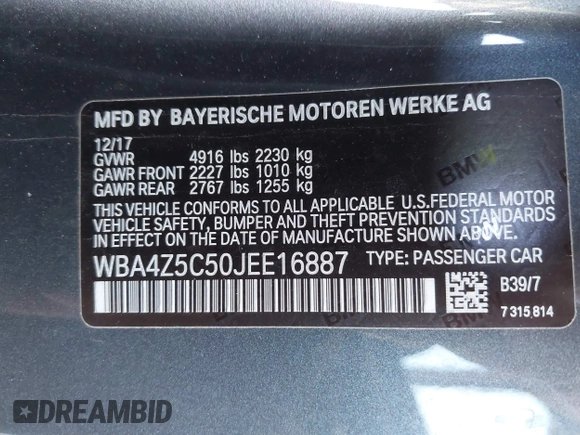 MFD BY BAYERISCHE MOTOREN WERKE AG
12/17
GVWR 4916 lbs 2230 kg
GAWR FRONT 2227 lbs 1010 kg
GAWR REAR 2767 lbs 1255 kg
THIS VEHICLE CONFORMS TO ALL APPLICABLE U.S.FEDERAL MOTOR
VEHICLE SAFETY, BUMPER AND THEFT PREVENTION STANDARDS
IN EFFECT ON THE DATE OF MANUFACTURE SHOWN ABOVE.
WBA4Z5C50JEE16887 TYPE: PASSENGER CAR
B39/7
7 315 814
DREAMBID